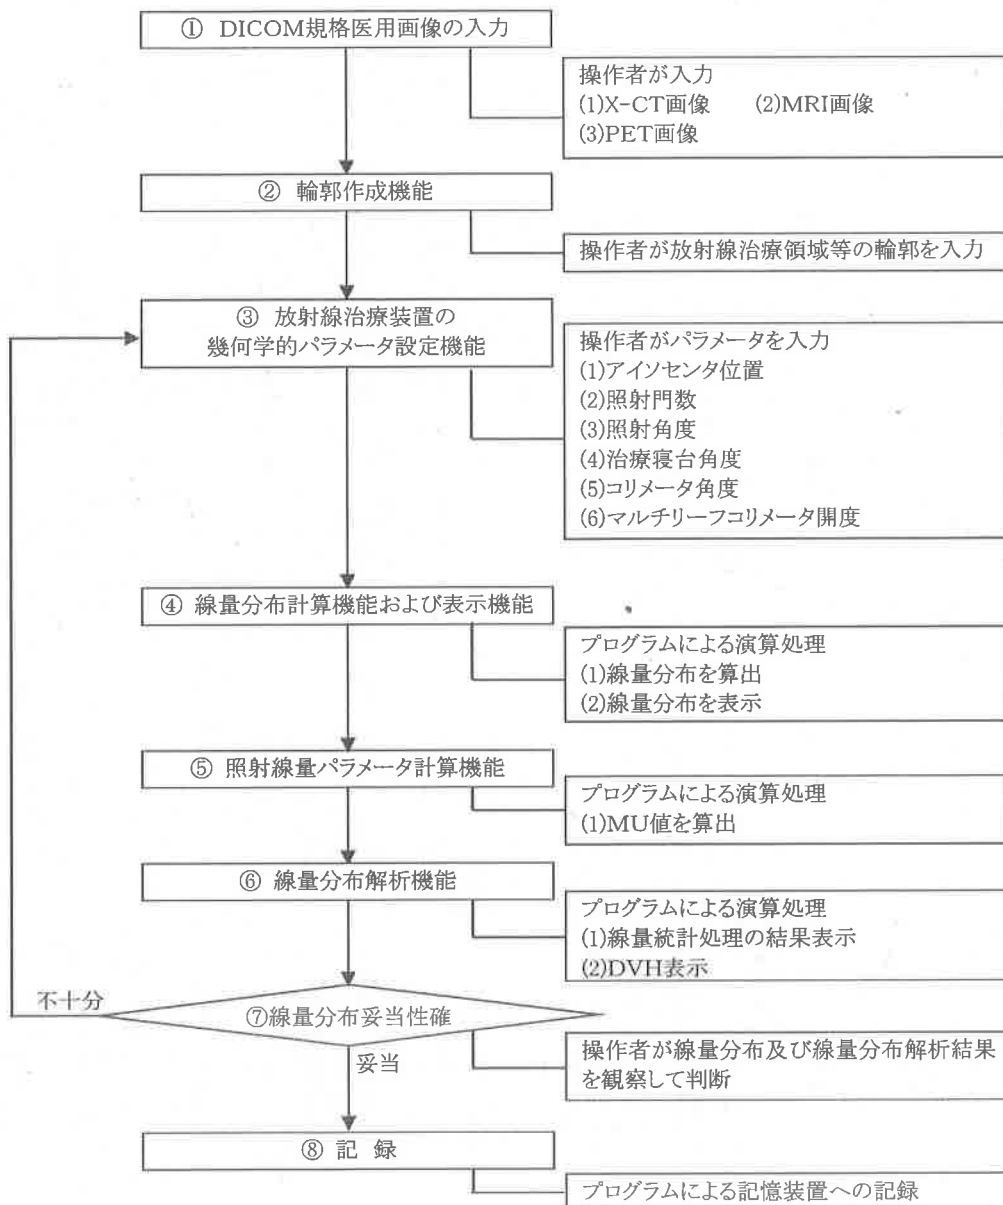 ① DICOM規格医用画像の入力
操作者が入力
(1)X-CT画像 (2)MRI画像
(3)PET画像
② 輪郭作成機能
操作者が放射線治療領域等の輪郭を入力
③ 放射線治療装置の
幾何学的パラメータ設定機能
操作者がパラメータを入力
(1)アイソセンタ位置
(2)照射門数
(3)照射角度
(4)治療寝台角度
(5)コリメータ角度
(6)マルチリーフコリメータ開度
④ 線量分布計算機能および表示機能
プログラムによる演算処理
(1)線量分布を算出
(2)線量分布を表示
⑤ 照射線量パラメータ計算機能
プログラムによる演算処理
(1)MU値を算出
⑥ 線量分布解析機能
プログラムによる演算処理
(1)線量統計処理の結果表示
(2)DVH表示
不十分
⑦線量分布妥当性確
妥当
操作者が線量分布及び線量分布解析結果
を観察して判断
⑧ 記 録
プログラムによる記憶装置への記録